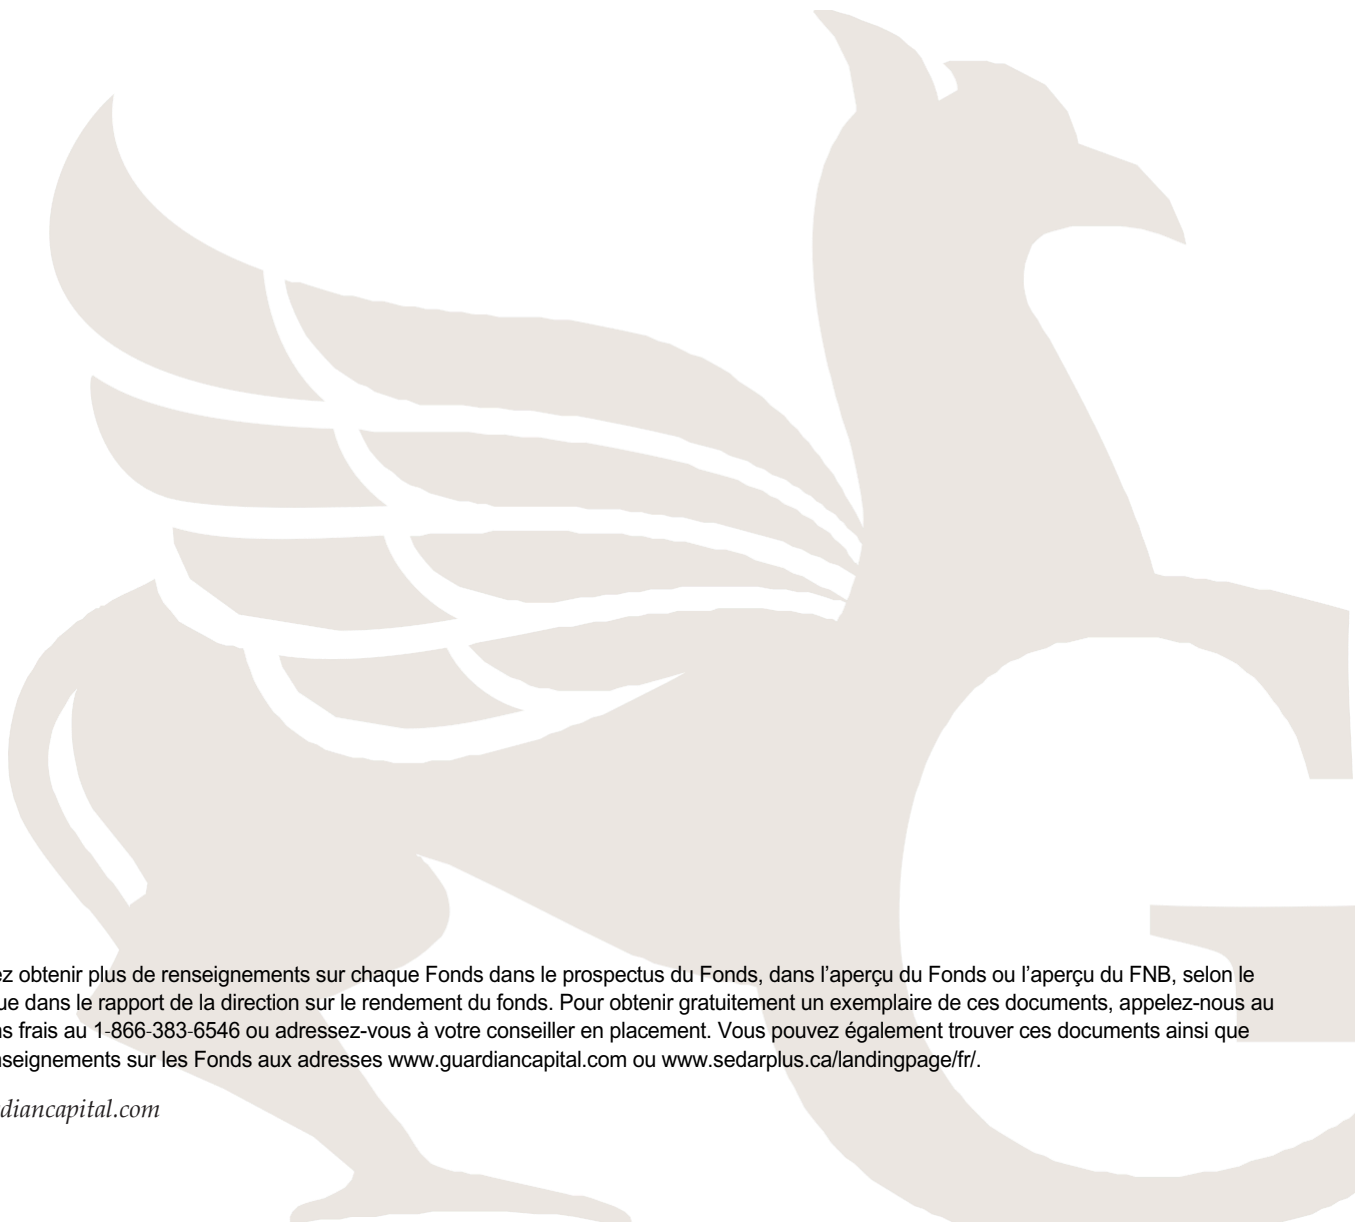 ez obtenir plus de renseignements sur chaque Fonds dans le prospectus du Fonds, dans l’aperçu du Fonds ou l’aperçu du FNB, selon le
ue dans le rapport de la direction sur le rendement du fonds. Pour obtenir gratuitement un exemplaire de ces documents, appelez-nous au
ns frais au 1-866-383-6546 ou adressez-vous à votre conseiller en placement. Vous pouvez également trouver ces documents ainsi que
nseignements sur les Fonds aux adresses www.guardiancapital.com ou www.sedarplus.ca/landingpage/fr/.
diancapital.com